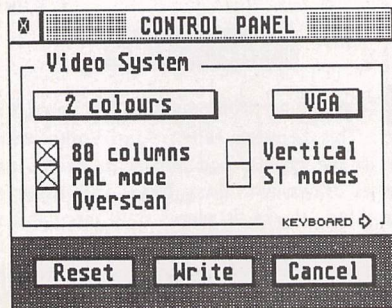 CONTROL PANEL
Video System
2 colours VGA
80 columns Vertical
PAL mode ST modes
Overscan
KEYBOARD
Reset Write Cancel